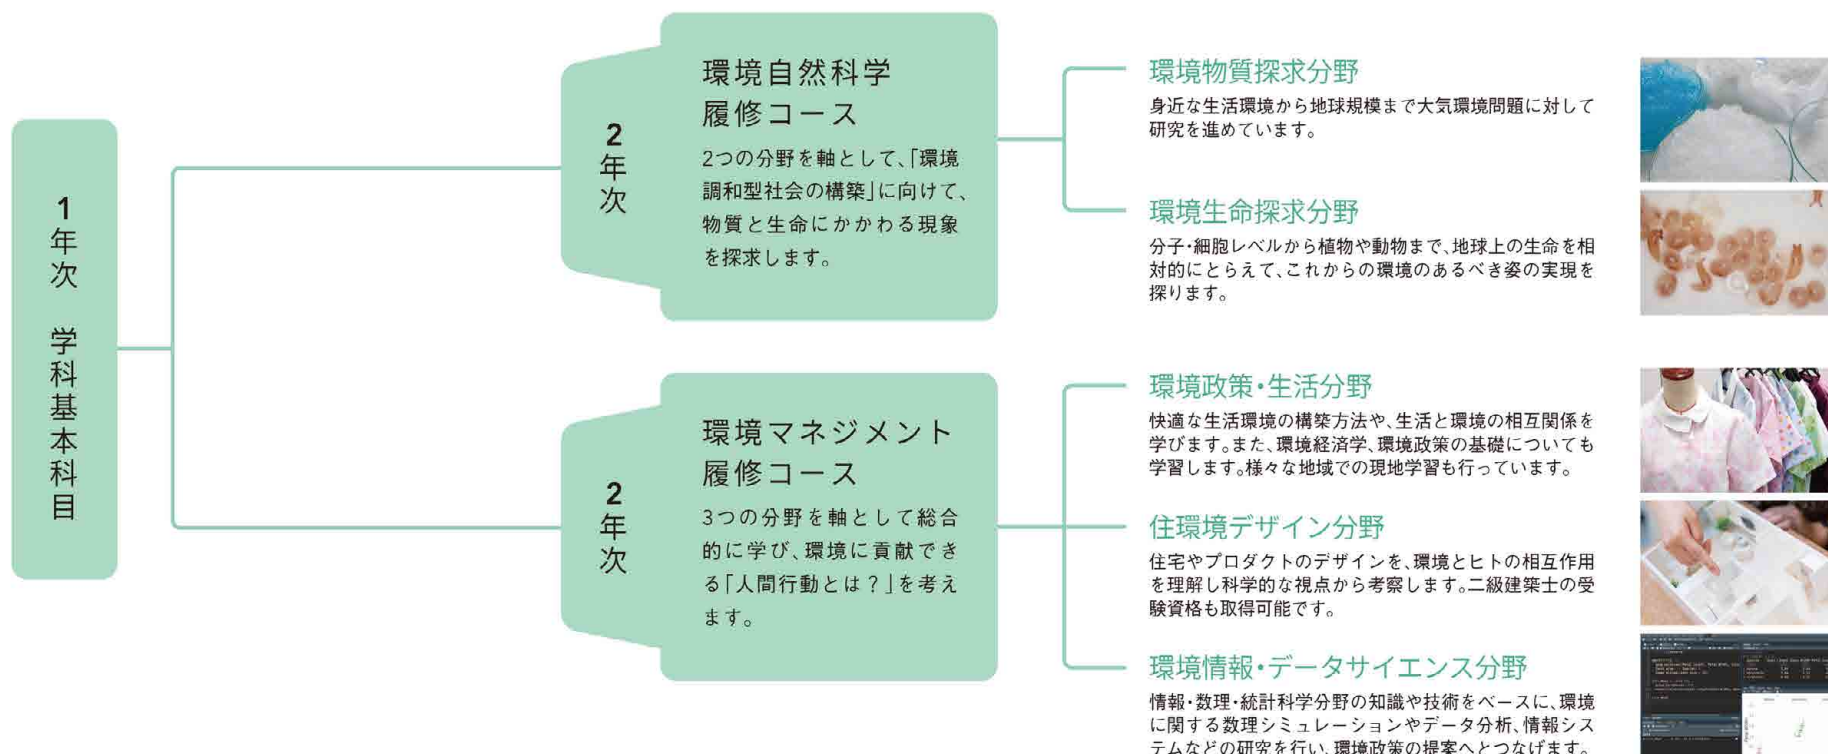 1年次 学科基本科目
2年次
環境自然科学
履修コース
2つの分野を軸として、「環境
調和型社会の構築」に向けて、
物質と生命にかかわる現象
を探求します。
環境物質探求分野
身近な生活環境から地球規模まで大気環境問題に対して
研究を進めています。
環境生命探求分野
分子・細胞レベルから植物や動物まで、地球上の生命を相
対的にとらえて、これからの環境のあるべき姿の実現を
探ります。
2年次
環境マネジメント
履修コース
3つの分野を軸として総合
的に学び、環境に貢献でき
る「人間行動とは?」を考え
ます。
環境政策・生活分野
快適な生活環境の構築方法や、生活と環境の相互関係を
学びます。また、環境経済学、環境政策の基礎についても
学習します。様々な地域での現地学習も行っています。
住環境デザイン分野
住宅やプロダクトのデザインを、環境とヒトの相互作用
を理解し科学的な視点から考察します。二級建築士の受
験資格も取得可能です。
環境情報・データサイエンス分野
情報・数理・統計科学分野の知識や技術をベースに、環境
に関する数理シミュレーションやデータ分析、情報シス
テムなどの研究を行い、環境政策の提案へとつなげます。